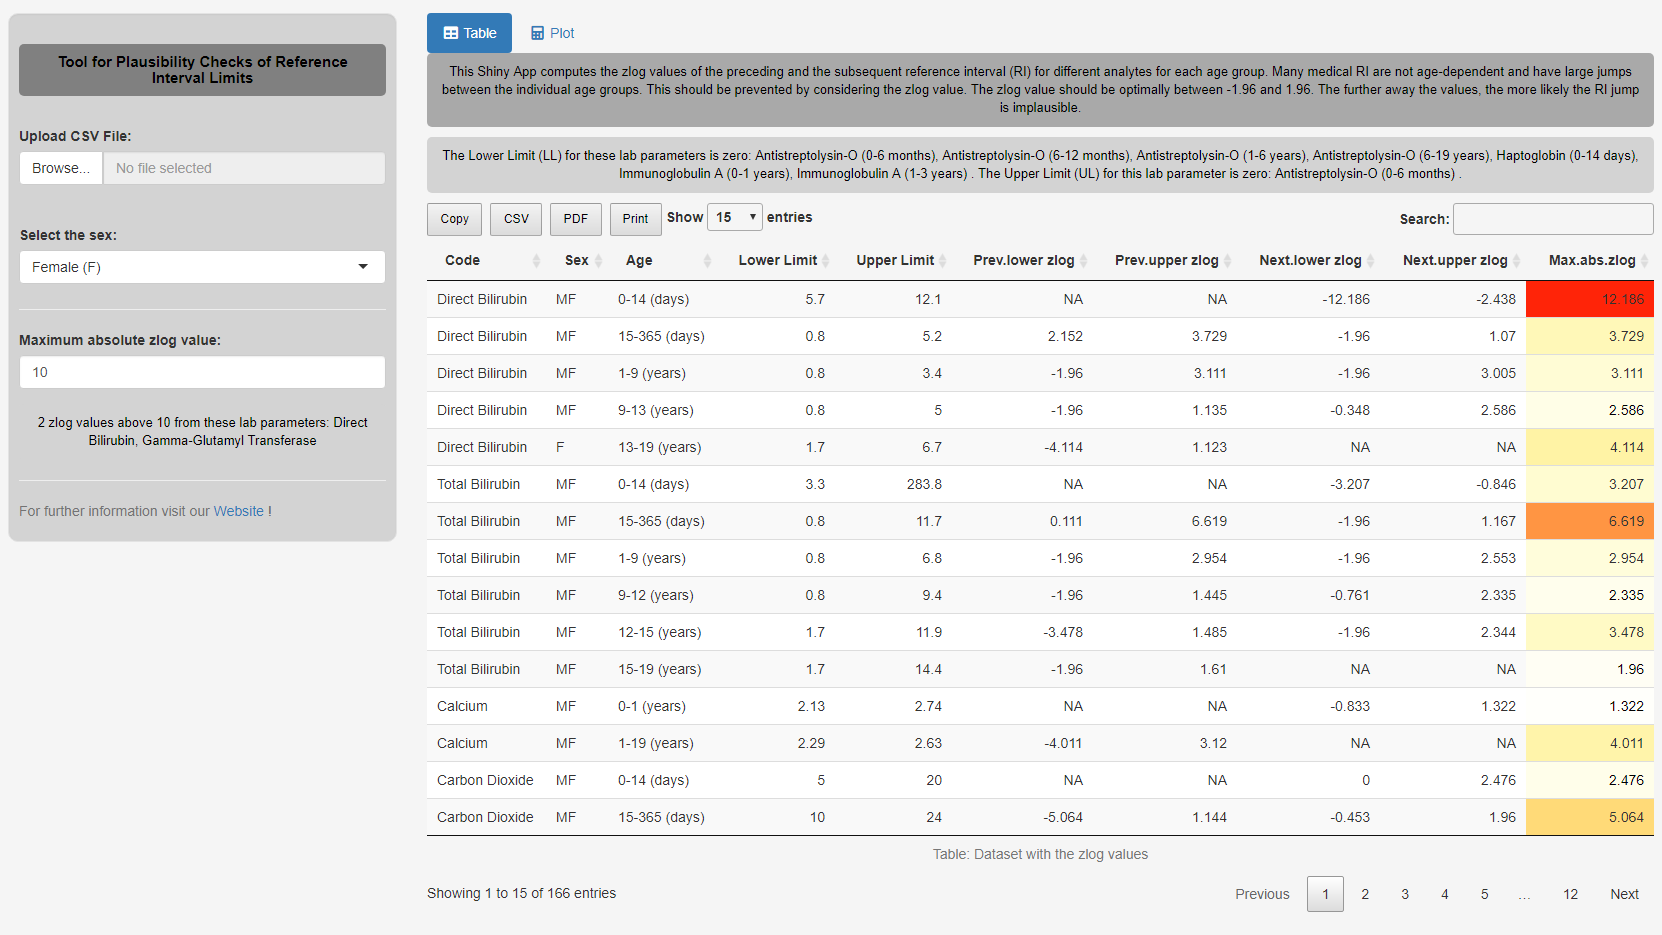 Tool for Plausibility Checks of Reference
Interval Limits
Upload CSV File:
Browse... No file selected
Select the sex:
Female (F)
Maximum absolute zlog value:
10
2 zlog values above 10 from these lab parameters: Direct
Bilirubin, Gamma-Glutamyl Transferase
For further information visit our Website !
Table Plot
This Shiny App computes the zlog values of the preceding and the subsequent reference interval (RI) for different analytes for each age group. Many medical RI are not age-dependent and have large jumps
between the individual age groups. This should be prevented by considering the zlog value. The zlog value should be optimally between -1.96 and 1.96. The further away the values, the more likely the RI jump
is implausible.
The Lower Limit (LL) for these lab parameters is zero: Antistreptolysin-O (0-6 months), Antistreptolysin-O (6-12 months), Antistreptolysin-O (1-6 years), Antistreptolysin-O (6-19 years), Haptoglobin (0-14 days),
Immunoglobulin A (0-1 years), Immunoglobulin A (1-3 years) . The Upper Limit (UL) for this lab parameter is zero: Antistreptolysin-O (0-6 months) .
Copy CSV PDF Print Show 15 entries Search:
Code Sex Age Lower Limit Upper Limit Prev.lower zlog Prev.upper zlog Next.lower zlog Next.upper zlog Max.abs.zlog
Direct Bilirubin MF 0-14 (days) 5.7 12.1 NA NA -12.186 -2.438 12.186
Direct Bilirubin MF 15-365 (days) 0.8 5.2 2.152 3.729 -1.96 1.07 3.729
Direct Bilirubin MF 1-9 (years) 0.8 3.4 -1.96 3.111 -1.96 3.005 3.111
Direct Bilirubin MF 9-13 (years) 0.8 5 -1.96 1.135 -0.348 2.586 2.586
Direct Bilirubin F 13-19 (years) 1.7 6.7 -4.114 1.123 NA NA 4.114
Total Bilirubin MF 0-14 (days) 3.3 283.8 NA NA -3.207 -0.846 3.207
Total Bilirubin MF 15-365 (days) 0.8 11.7 0.111 6.619 -1.96 1.167 6.619
Total Bilirubin MF 1-9 (years) 0.8 6.8 -1.96 2.954 -1.96 2.553 2.954
Total Bilirubin MF 9-12 (years) 0.8 9.4 -1.96 1.445 -0.761 2.335 2.335
Total Bilirubin MF 12-15 (years) 1.7 11.9 -3.478 1.485 -1.96 2.344 3.478
Total Bilirubin MF 15-19 (years) 1.7 14.4 -1.96 1.61 NA NA 1.96
Calcium MF 0-1 (years) 2.13 2.74 NA NA -0.833 1.322 1.322
Calcium MF 1-19 (years) 2.29 2.63 -4.011 3.12 NA NA 4.011
Carbon Dioxide MF 0-14 (days) 5 20 NA NA 0 2.476 2.476
Carbon Dioxide MF 15-365 (days) 10 24 -5.064 1.144 -0.453 1.96 5.064
Table: Dataset with the zlog values
Showing 1 to 15 of 166 entries Previous 1 2 3 4 5 … 12 Next